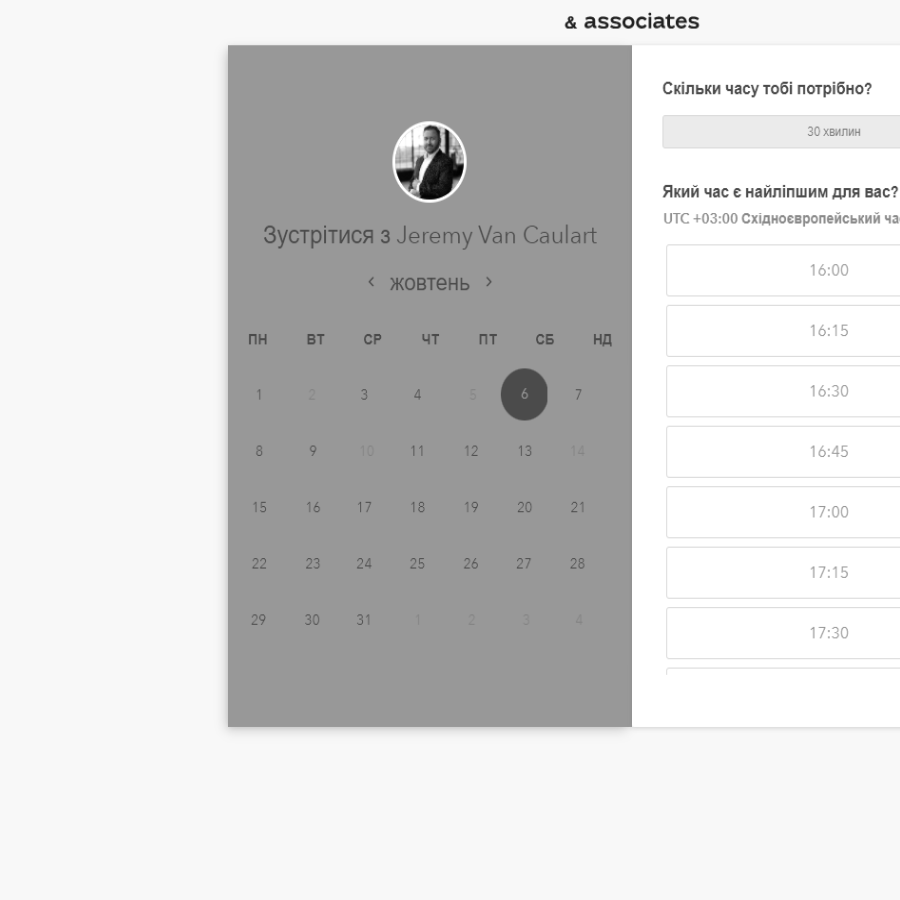 & associates
Зустрітися з Jeremy Van Caulart
жовтень
ПН ВТ СР ЧТ ПТ СБ НД
1 2 3 4 5 6 7
8 9 10 11 12 13 14
15 16 17 18 19 20 21
22 23 24 25 26 27 28
29 30 31 1 2 3 4
Скільки часу тобі потрібно?
30 хвилин
Який час є найліпшим для вас?
UTC +03:00 Східноєвропейський
16:00
16:15
16:30
16:45
17:00
17:15
17:30